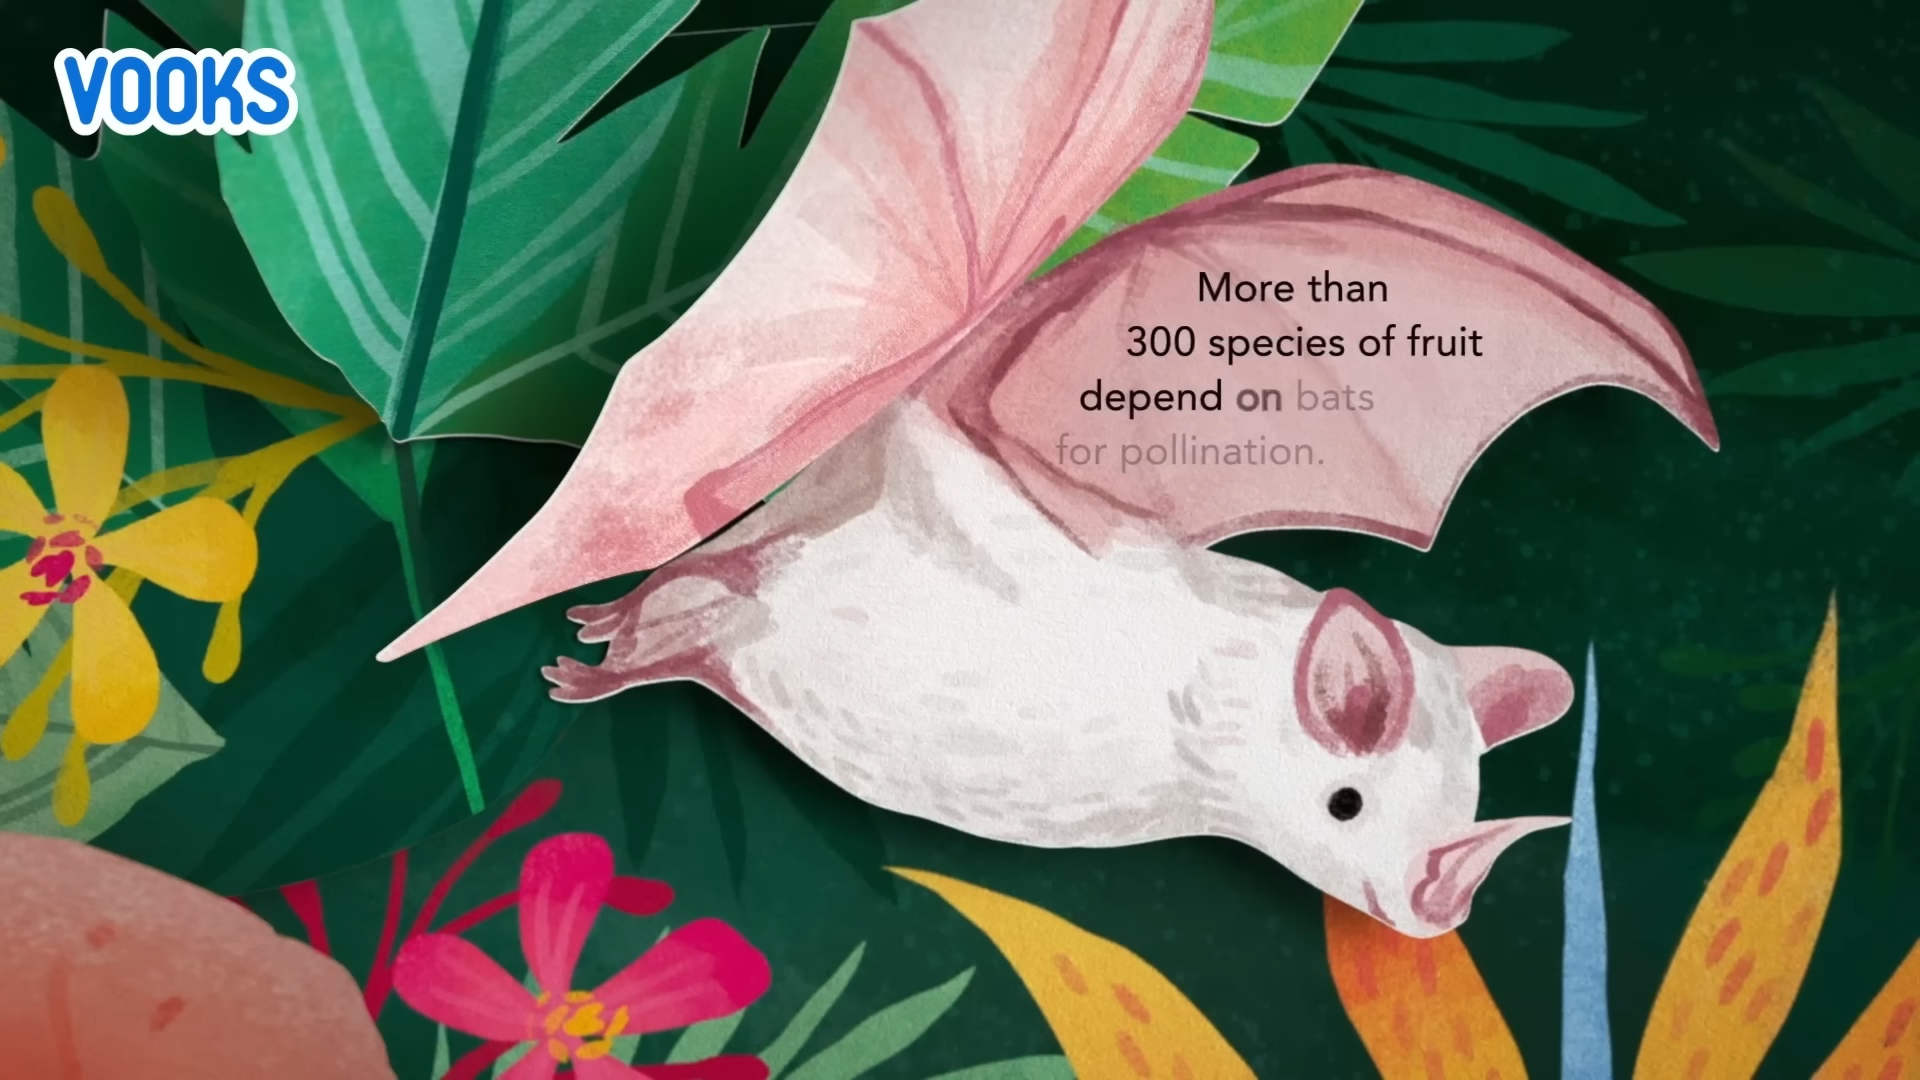 VOOKS
More than
300 species of fruit
depend on bats
for pollination.